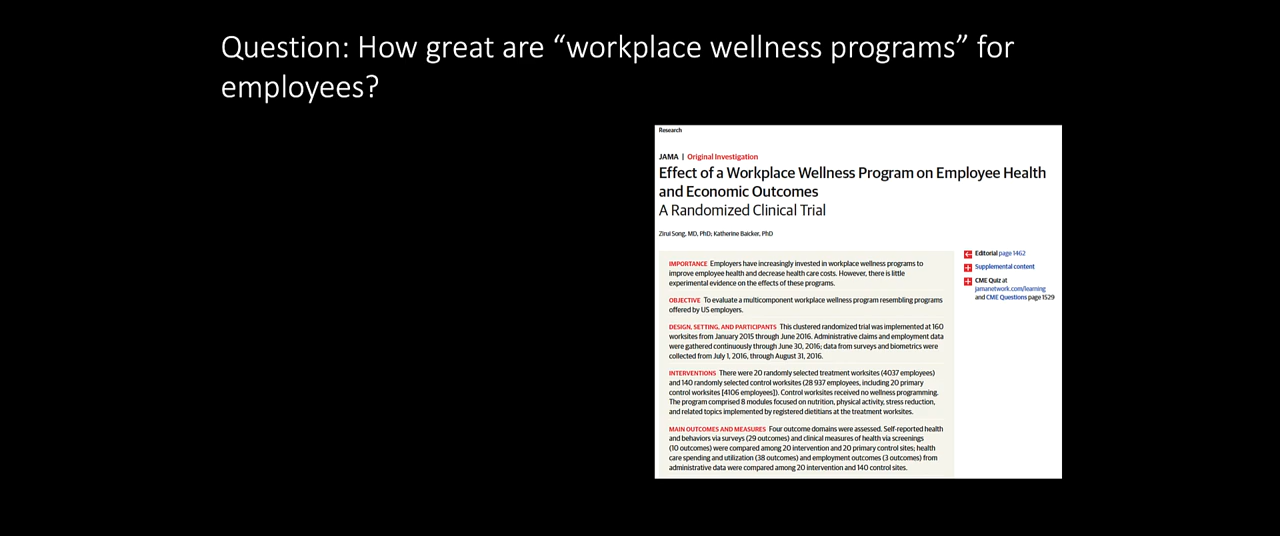 Question: How great are “workplace wellness programs” for
employees?
Research
JAMA | Original Investigation
Effect of a Workplace Wellness Program on Employee Health
and Economic Outcomes
A Randomized Clinical Trial
Zirui Song, MD, PhD; Katherine Baicker, PhD
IMPORTANCE Employers have increasingly invested in workplace wellness programs to
improve employee health and decrease health care costs. However, there is little
experimental evidence on the effects of these programs.
OBJECTIVE To evaluate a multicomponent workplace wellness program resembling programs
offered by US employers.
DESIGN, SETTING, AND PARTICIPANTS This clustered randomized trial was implemented at 160
worksites from January 2015 through June 2016. Administrative claims and employment data
were gathered continuously through June 30, 2016; data from surveys and biometrics were
collected from July 1, 2016, through August 31, 2016.
INTERVENTIONS There were 20 randomly selected treatment worksites (4037 employees)
and 140 randomly selected control worksites (28 937 employees, including 20 primary
control worksites [4106 employees]). Control worksites received no wellness programming.
The program comprised 8 modules focused on nutrition, physical activity, stress reduction,
and related topics implemented by registered dietitians at the treatment worksites.
MAIN OUTCOMES AND MEASURES Four outcome domains were assessed. Self-reported health
and behaviors via surveys (29 outcomes) and clinical measures of health via screenings
(10 outcomes) were compared among 20 intervention and 20 primary control sites; health
care spending and utilization (38 outcomes) and employment outcomes (3 outcomes) from
administrative data were compared among 20 intervention and 140 control sites.
Editorial page 1462
Supplemental content
CME Quiz at
jamanetwork.com/learning
and CME Questions page 1529